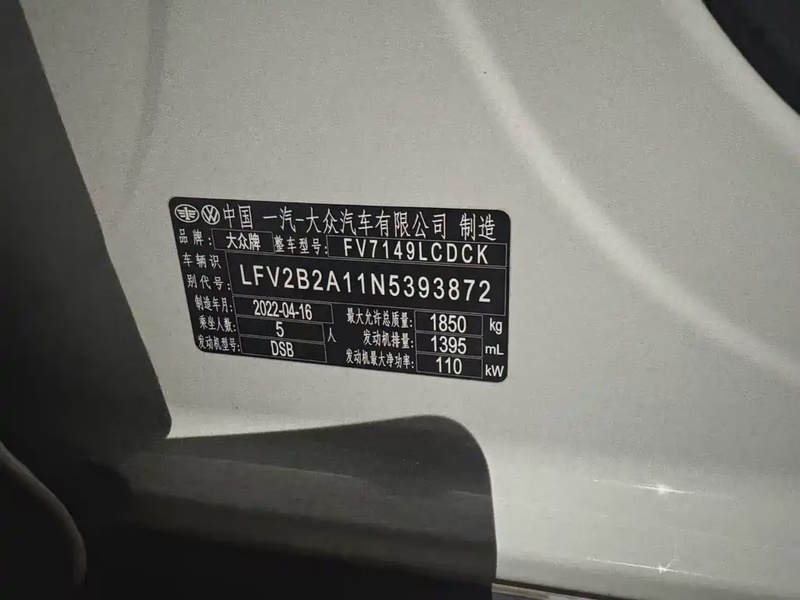 中国 一汽-大众汽车有限公司 制造
品牌: 大众牌 整车型号: FV7149LCDCK
车辆识别代号: LFV2B2A11N5393872
制造年月: 2022-04-16 最大允许总质量: 1850 kg
乘坐人数: 5 人 发动机排量: 1395 mL
发动机型号: DSB 发动机最大净功率: 110 kW